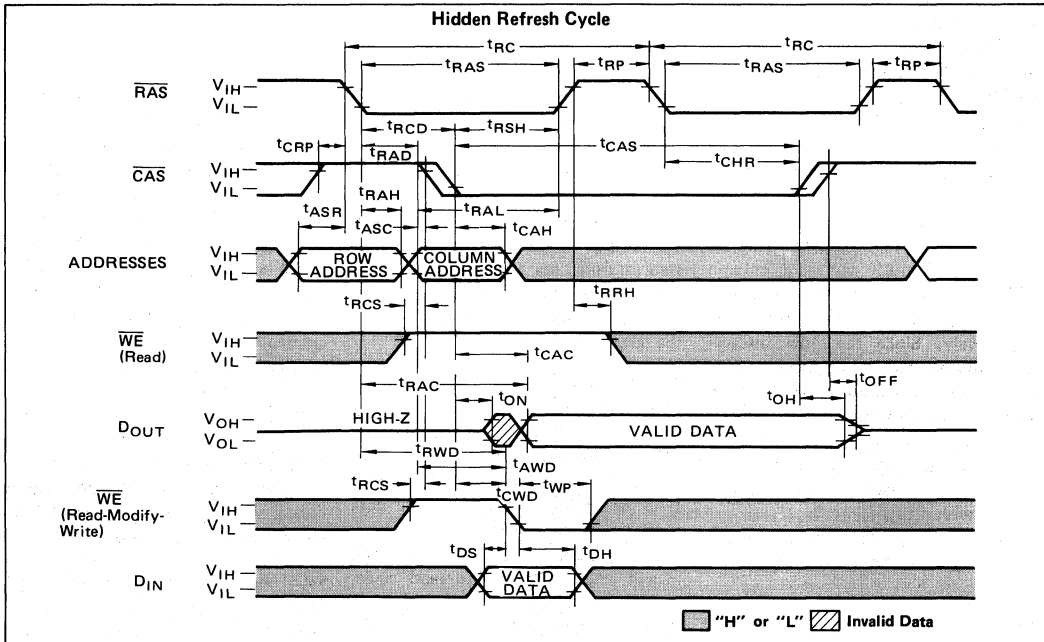 Hidden Refresh Cycle
tRC tRC
tRAS tRP tRAS tRP
RAS VIH
VIL
tRCD tRSH
tCRP tRAD tCAS
tCHR
CAS VIH
VIL
tRAH
tASR tASC tRAL
tCAH
ADDRESSES VIH
VIL
ROW ADDRESS
COLUMN ADDRESS
tRCS tRRH
WE (Read) VIH
VIL
tCAC
tRAC tOFF
tON tOH
DOUT VOH
VOL
HIGH-Z VALID DATA
tRWD
tAWD
tRCS tCWD tWP
WE (Read-Modify-Write) VIH
VIL
tDS tDH
DIN VIH
VIL
VALID DATA
"H" or "L" Invalid Data